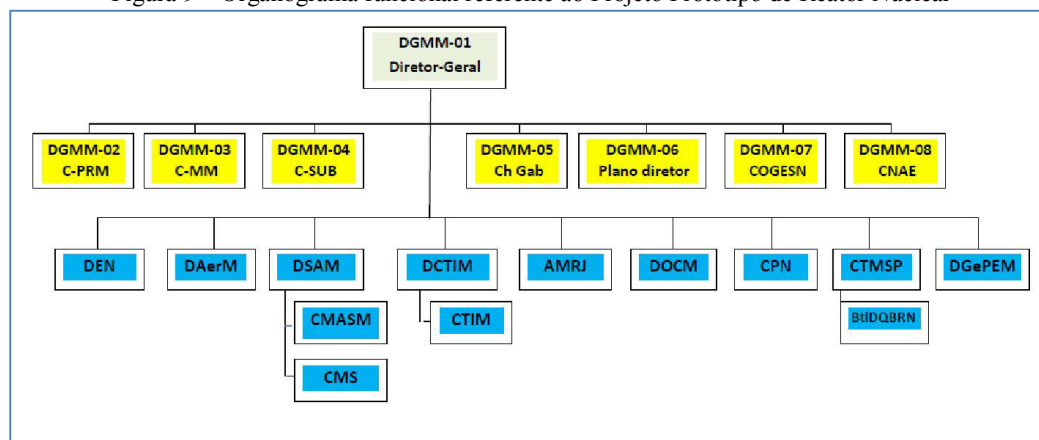 Figura 9 – Organograma funcional referente ao Projeto Protótipo de Reator Nuclear
DGMM-01
Diretor-Geral
DGMM-02
C-PRM
DGMM-03
C-MM
DGMM-04
C-SUB
DGMM-05
Ch Gab
DGMM-06
Plano diretor
DGMM-07
COGESN
DGMM-08
CNAE
DEN
DAerM
DSAM
DCTIM
AMRJ
DOCM
CPN
CTMSP
DGePEM
CMASM
CTIM
BtlDQBRN
CMS